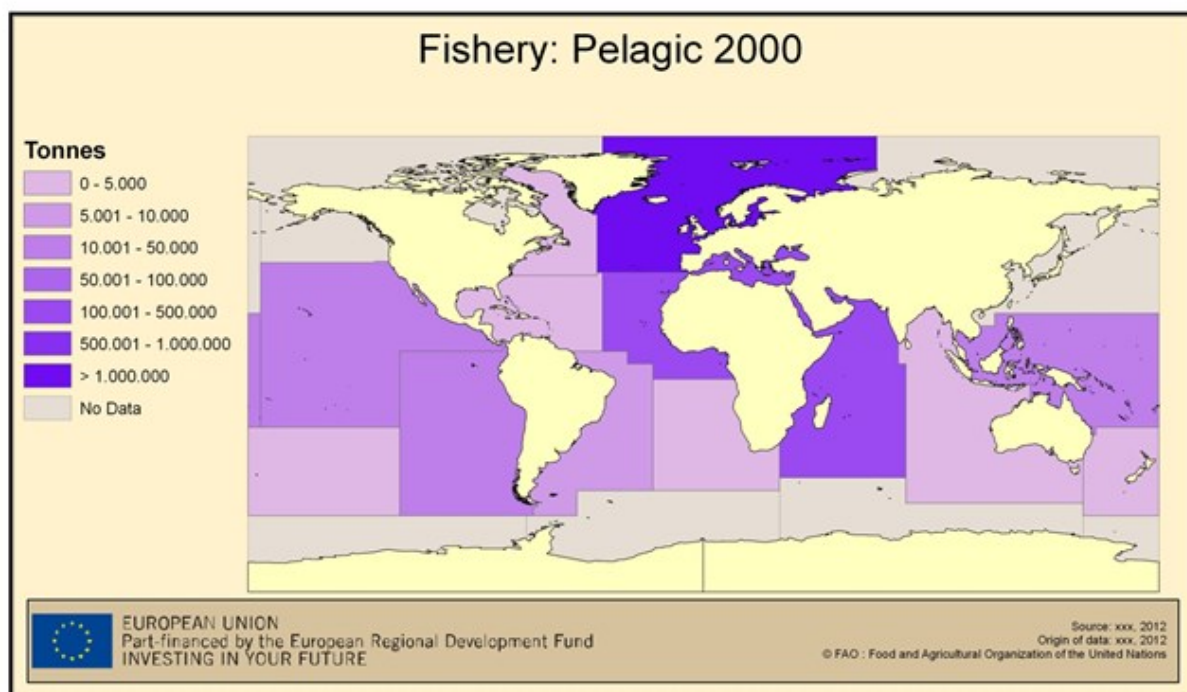 Fishery: Pelagic 2000
Tonnes
0 - 5.000
5.001 - 10.000
10.001 - 50.000
50.001 - 100.000
100.001 - 500.000
500.001 - 1.000.000
> 1.000.000
No Data
EUROPEAN UNION
Part-financed by the European Regional Development Fund
INVESTING IN YOUR FUTURE
Source: xxx, 2012
Origin of data: xxx, 2012
© FAO : Food and Agricultural Organization of the United Nations